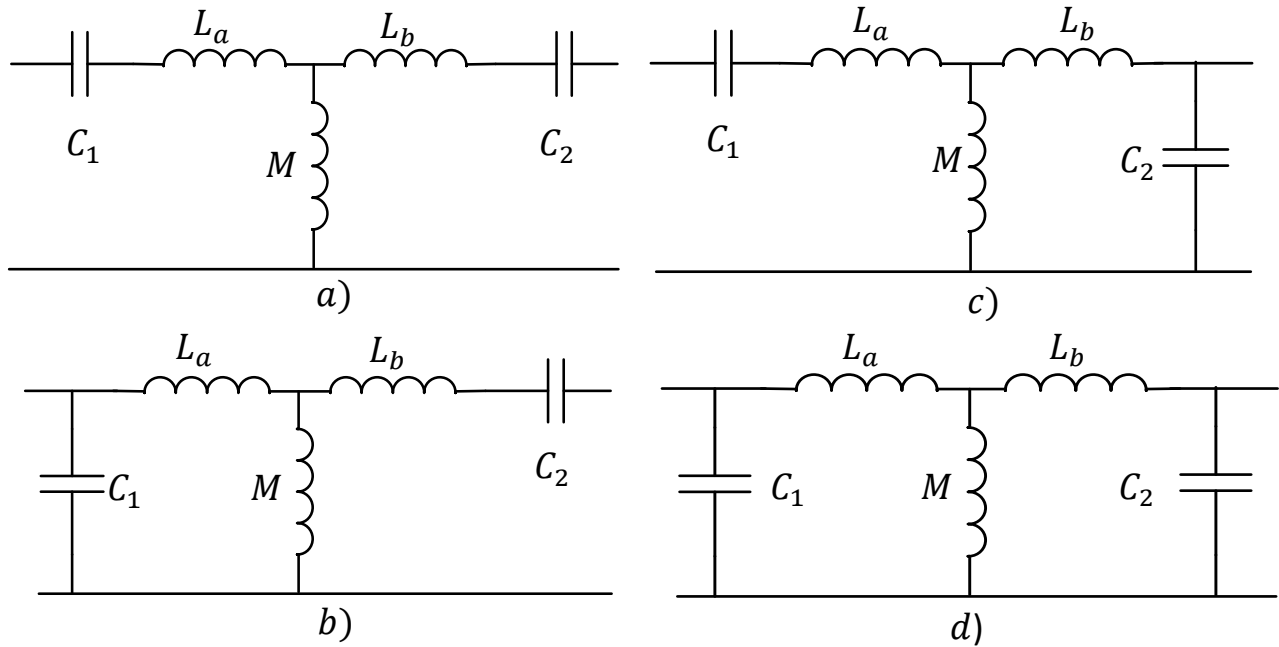 L_a L_b
C_1 M C_2
a)
L_a L_b
C_1 M C_2
c)
L_a L_b
C_1 M C_2
b)
L_a L_b
C_1 M C_2
d)